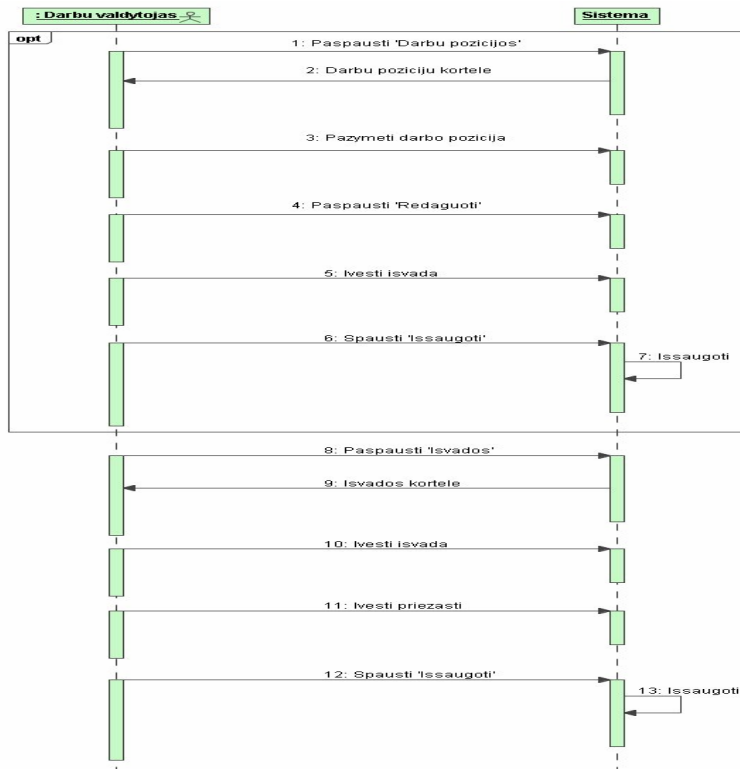 : Darbu valdytojas
Sistema
opt
1: Paspausti 'Darbu pozicijos'
2: Darbu poziciju kortele
3: Pazymeti darbo pozicija
4: Paspausti 'Redaguoti'
5: Ivesti isvada
6: Spausti 'Issaugoti'
7: Issaugoti
8: Paspausti 'Isvados'
9: Isvados kortele
10: Ivesti isvada
11: Ivesti priezasti
12: Spausti 'Issaugoti'
13: Issaugoti